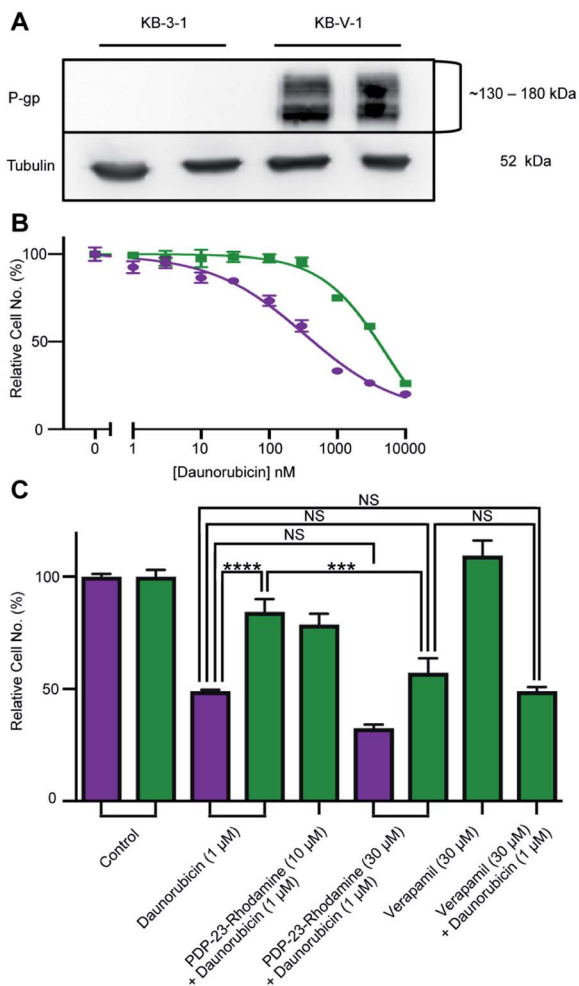 A
KB-3-1
KB-V-1
P-gp
~130 – 180 kDa
Tubulin
52 kDa
B
Relative Cell No. (%)
100
50
0
0
1
10
100
1000
10000
[Daunorubicin] nM
C
NS
NS
NS
NS
****
***
Relative Cell No. (%)
100
50
0
Control
Daunorubicin (1 µM)
PDP-23-Rhodamine (10 µM)
+ Daunorubicin (1 µM)
PDP-23-Rhodamine (30 µM)
+ Daunorubicin (1 µM)
Verapamil (30 µM)
Verapamil (30 µM)
+ Daunorubicin (1 µM)